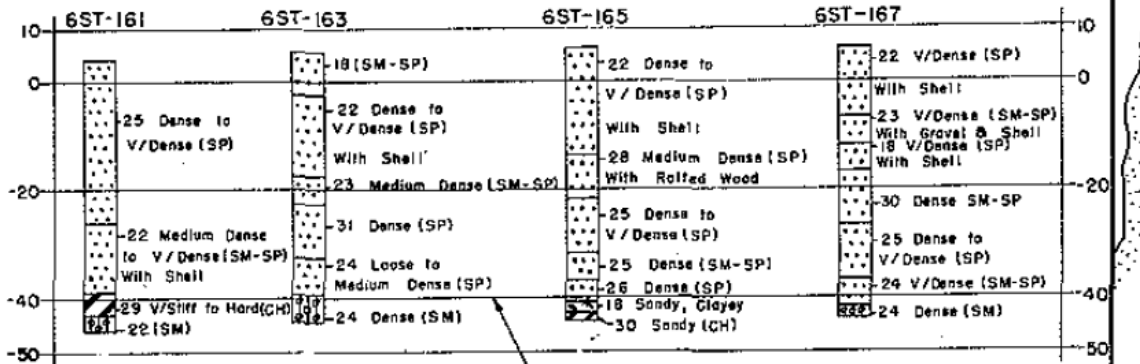 6ST-161 6ST-163 6ST-165 6ST-167
10
0
-20
-40
-50
25 Dense to
V/Dense (SP)
22 Medium Dense
to V/Dense (SM-SP)
With Shell
29 V/Stiff to Hard (CH)
22 (SM)
18 (SM-SP)
22 Dense to
V/Dense (SP)
With Shell
23 Medium Dense (SM-SP)
31 Dense (SP)
24 Loose to
Medium Dense (SP)
24 Dense (SM)
22 Dense to
V/Dense (SP)
With Shell
28 Medium Dense (SP)
With Rotted Wood
25 Dense to
V/Dense (SP)
25 Dense (SM-SP)
26 Dense (SP)
18 Sandy, Clayey
30 Sandy (CH)
22 V/Dense (SP)
With Shell
23 V/Dense (SM-SP)
With Gravel & Shell
18 V/Dense (SP)
With Shell
30 Dense SM-SP
25 Dense to
V/Dense (SP)
24 V/Dense (SM-SP)
24 Dense (SM)
10
0
-20
-40
-50